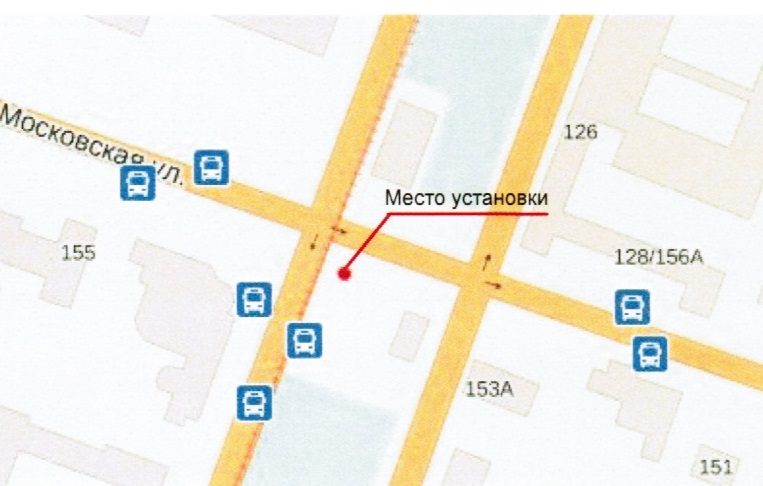 Московская ул.
126
Место установки
155
128/156А
153А
151